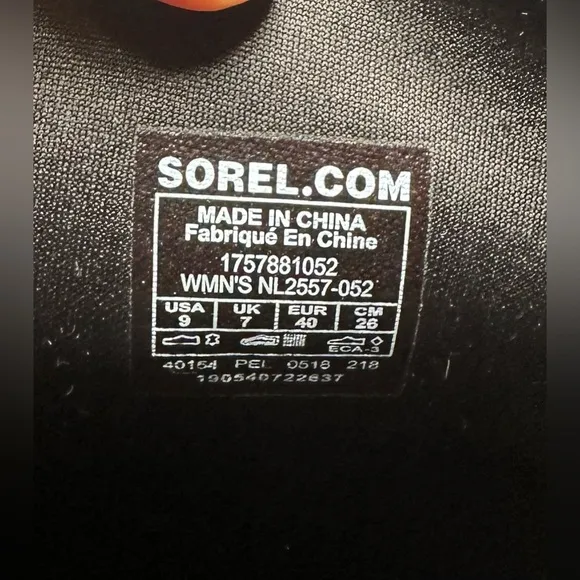 SOREL.COM
MADE IN CHINA
Fabriqué En Chine
1757881052
WMN'S NL2557-052
USA UK EUR CM
9 7 40 26
ECA-3
40154 PEL 0518 218
190540722637